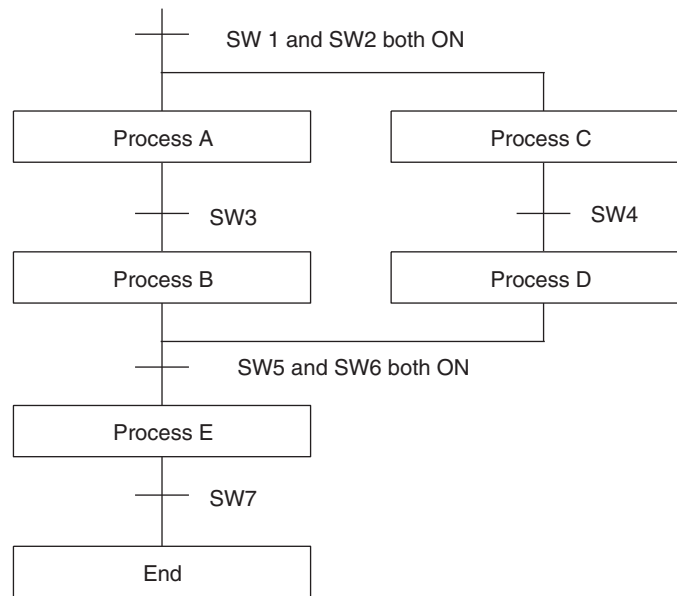 SW 1 and SW2 both ON
Process A
Process C
SW3
SW4
Process B
Process D
SW5 and SW6 both ON
Process E
SW7
End